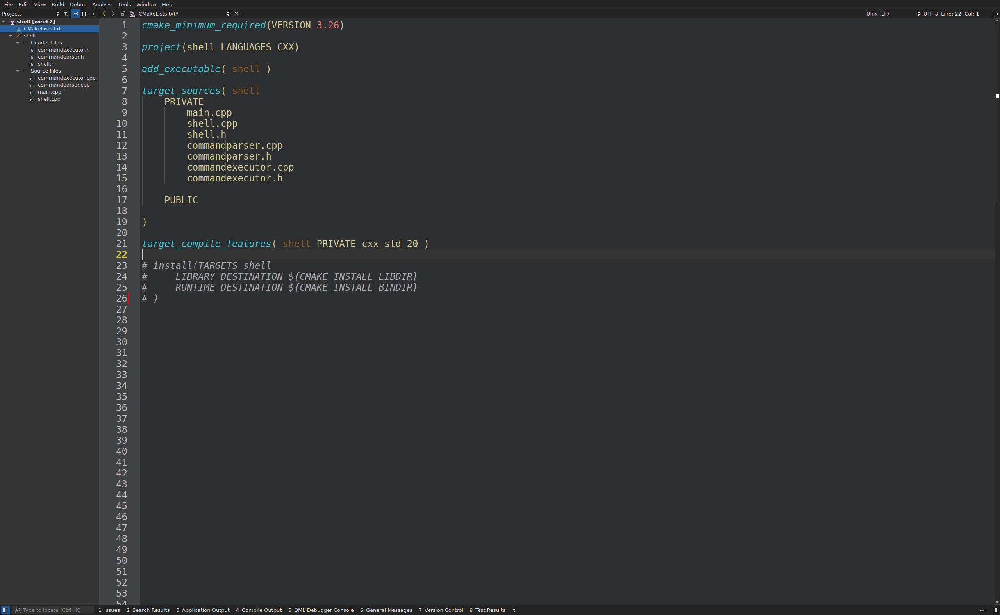 File Edit View Build Debug Analyze Tools Window Help
Projects
CMakeLists.txt*
Unix (LF) UTF-8 Line: 22, Col: 1
shell [week2]
CMakeLists.txt
shell
Header Files
commandexecutor.h
commandparser.h
shell.h
Source Files
commandexecutor.cpp
commandparser.cpp
main.cpp
shell.cpp
1 cmake_minimum_required(VERSION 3.26)
2
3 project(shell LANGUAGES CXX)
4
5 add_executable( shell )
6
7 target_sources( shell
8     PRIVATE
9         main.cpp
10         shell.cpp
11         shell.h
12         commandparser.cpp
13         commandparser.h
14         commandexecutor.cpp
15         commandexecutor.h
16
17     PUBLIC
18
19 )
20
21 target_compile_features( shell PRIVATE cxx_std_20 )
22
23 # install(TARGETS shell
24 #     LIBRARY DESTINATION ${CMAKE_INSTALL_LIBDIR}
25 #     RUNTIME DESTINATION ${CMAKE_INSTALL_BINDIR}
26 # )
27
28
29
30
31
32
33
34
35
36
37
38
39
40
41
42
43
44
45
46
47
48
49
50
51
52
53
54
Type to locate (Ctrl+K) 1 Issues 2 Search Results 3 Application Output 4 Compile Output 5 QML Debugger Console 6 General Messages 7 Version Control 8 Test Results